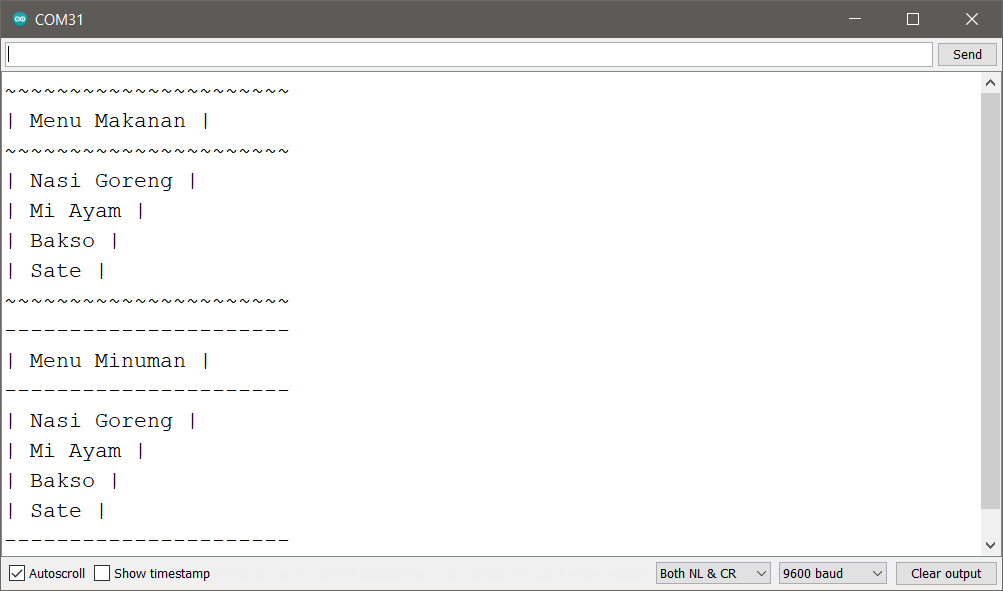 COM31
Send
~~~~~~~~~~~~~~~~~~~~~~
| Menu Makanan |
~~~~~~~~~~~~~~~~~~~~~~
| Nasi Goreng |
| Mi Ayam |
| Bakso |
| Sate |
~~~~~~~~~~~~~~~~~~~~~~
----------------------
| Menu Minuman |
----------------------
| Nasi Goreng |
| Mi Ayam |
| Bakso |
| Sate |
----------------------
Autoscroll Show timestamp Both NL & CR 9600 baud Clear output